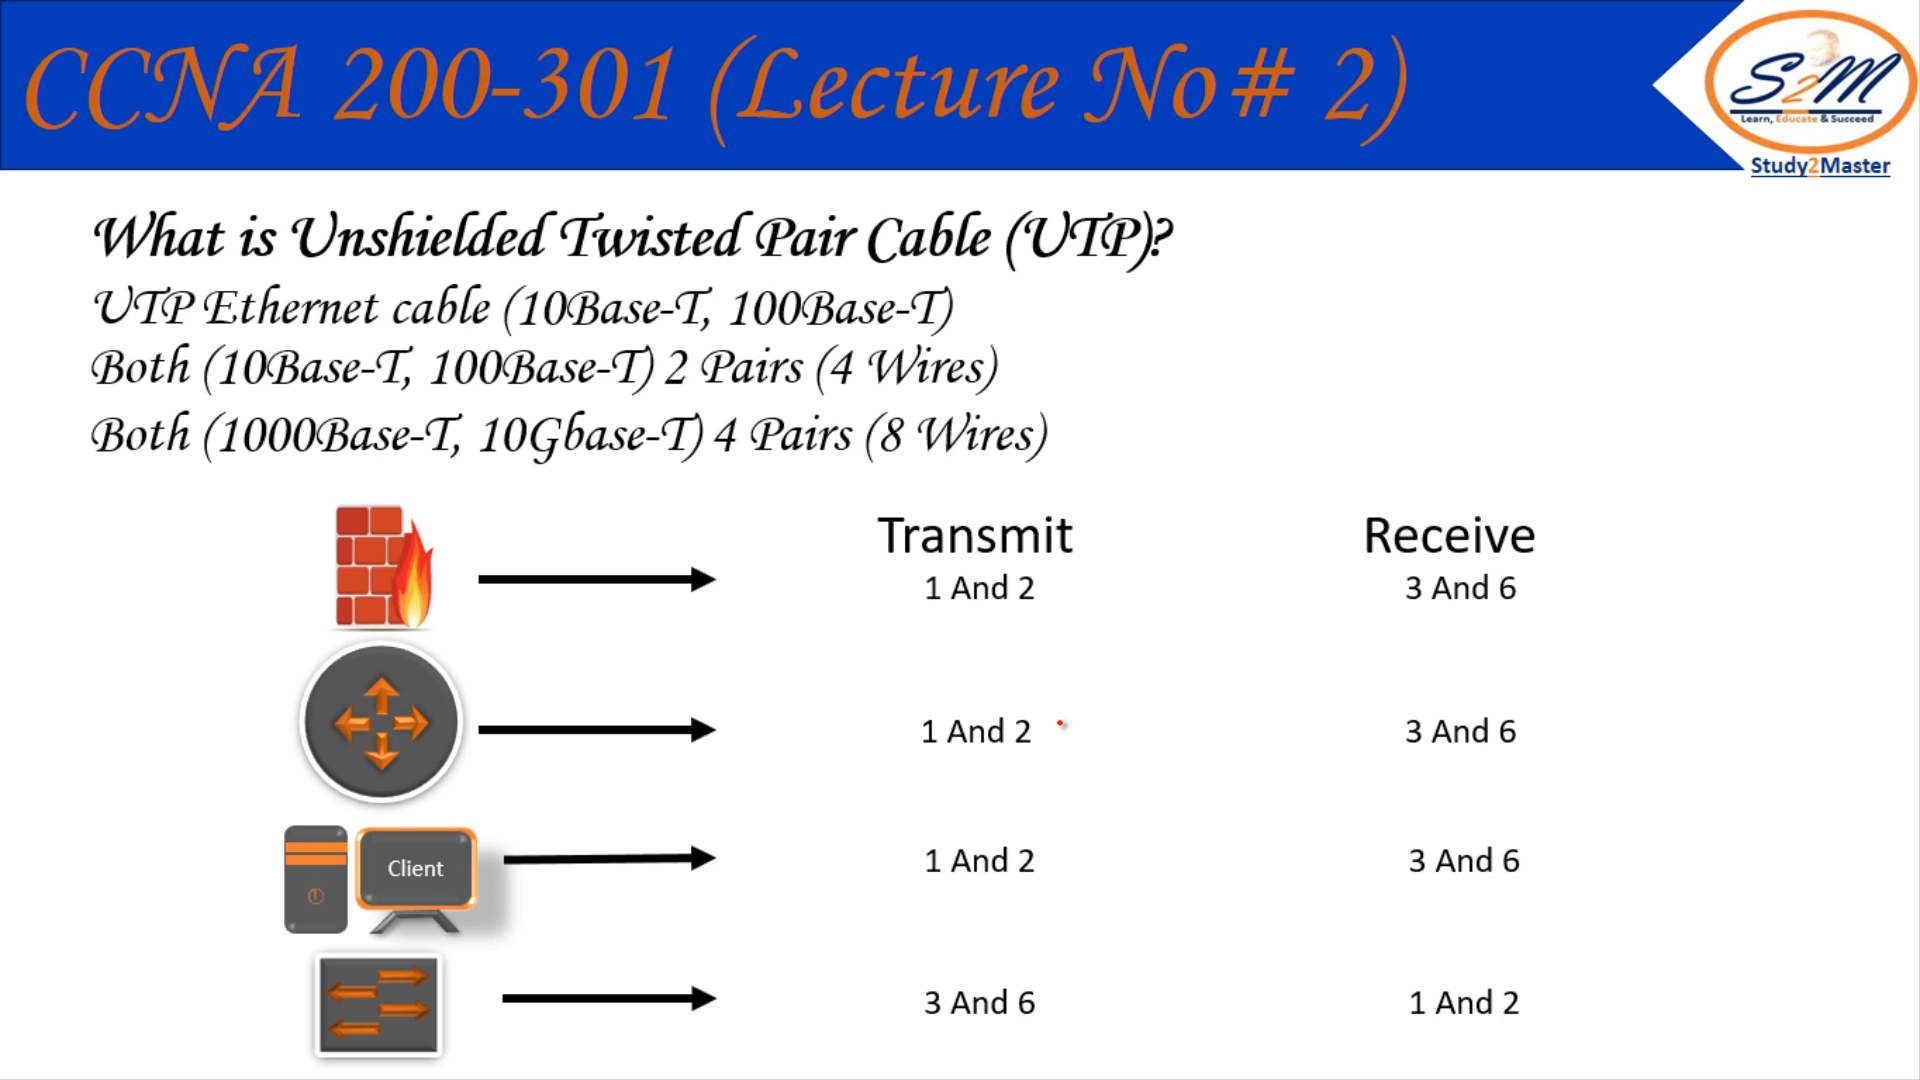 CCNA 200-301 (Lecture No# 2)
S2M
Learn, Educate & Succeed
Study2Master
What is Unshielded Twisted Pair Cable (UTP)?
UTP Ethernet cable (10Base-T, 100Base-T)
Both (10Base-T, 100Base-T) 2 Pairs (4 Wires)
Both (1000Base-T, 10Gbase-T) 4 Pairs (8 Wires)
Transmit Receive
1 And 2 3 And 6
1 And 2 3 And 6
Client 1 And 2 3 And 6
3 And 6 1 And 2